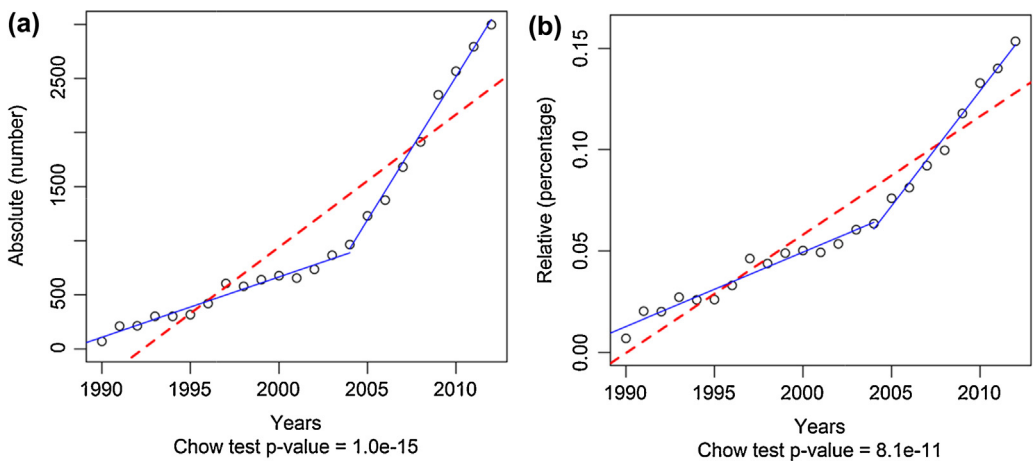 (a)
Absolute (number)
2500
1500
500
0
1990 1995 2000 2005 2010
Years
Chow test p-value = 1.0e-15
(b)
Relative (percentage)
0.15
0.10
0.05
0.00
1990 1995 2000 2005 2010
Years
Chow test p-value = 8.1e-11